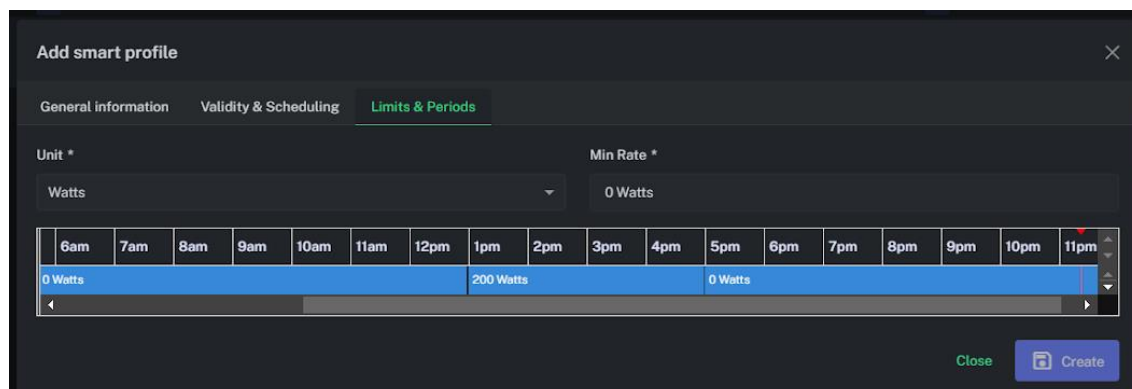 Add smart profile
General information Validity & Scheduling Limits & Periods
Unit * Min Rate *
Watts 0 Watts
6am 7am 8am 9am 10am 11am 12pm 1pm 2pm 3pm 4pm 5pm 6pm 7pm 8pm 9pm 10pm 11pm
0 Watts 200 Watts 0 Watts
Close Create